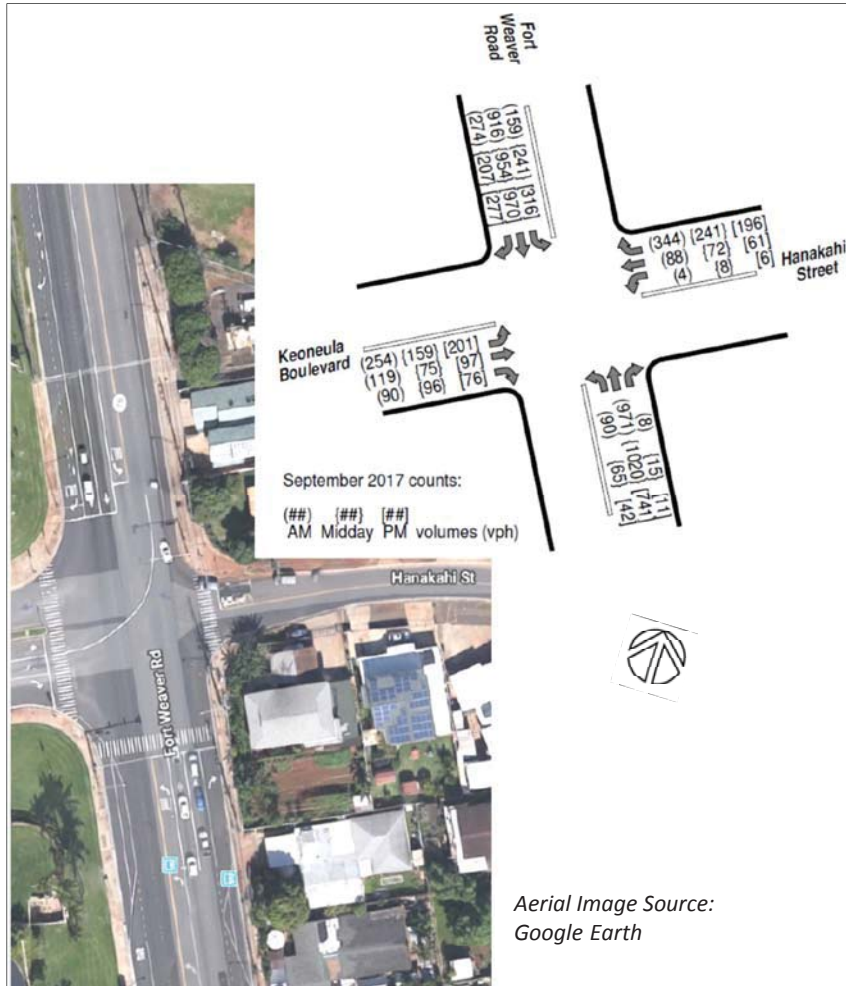 Fort
Weaver
Road
(159) {241} [316]
(916) {954} [970]
(274) {207} [277]
(344) {241} [196]
(88) {72} [61]
(4) {8} [6]
Hanakahi
Street
Keoneula
Boulevard
(254) {159} [201]
(119) {75} [97]
(90) {96} [76]
(8) {15} [11]
(971) {1020} [741]
(90) {65} [42]
September 2017 counts:
(##) {##} [##]
AM Midday PM volumes (vph)
Hanakahi St
Fort Weaver Rd
Aerial Image Source:
Google Earth